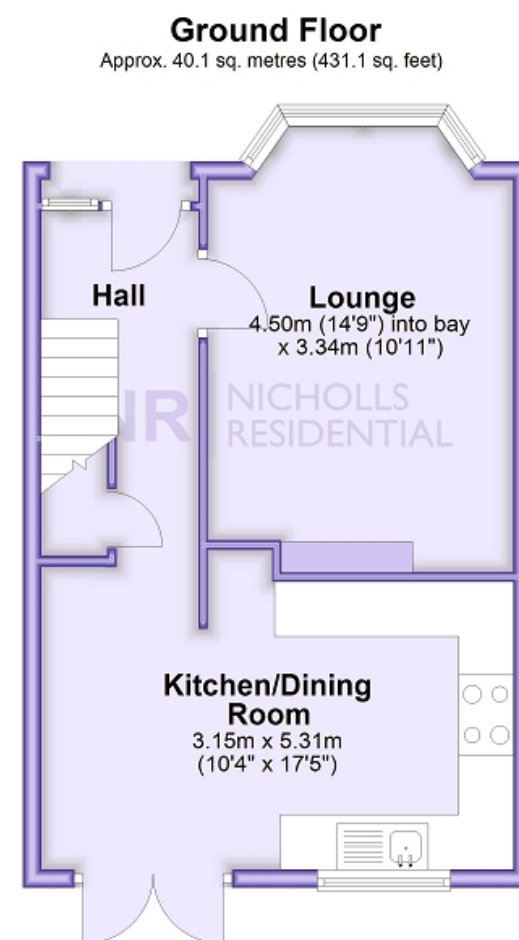 Ground Floor
Approx. 40.1 sq. metres (431.1 sq. feet)
Hall
Lounge
4.50m (14'9") into bay
x 3.34m (10'11")
NR
NICHOLLS
RESIDENTIAL
Kitchen/Dining
Room
3.15m x 5.31m
(10'4" x 17'5")